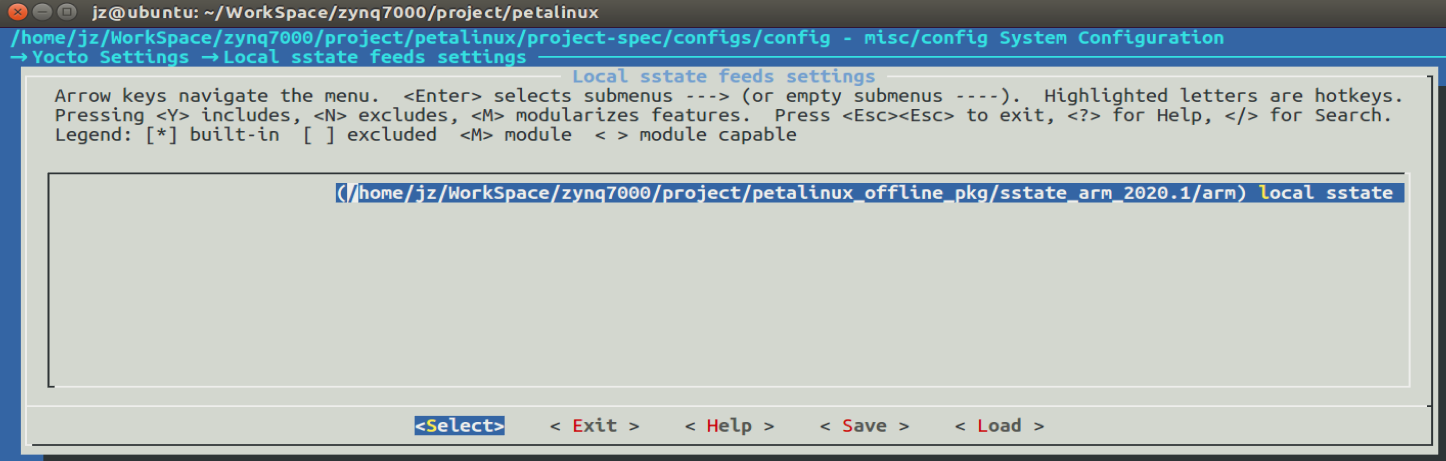 jz@ubuntu: ~/WorkSpace/zynq7000/project/petalinux
/home/jz/WorkSpace/zynq7000/project/petalinux/project-spec/configs/config - misc/config System Configuration
→ Yocto Settings → Local sstate feeds settings
Local sstate feeds settings
Arrow keys navigate the menu.  <Enter> selects submenus ---> (or empty submenus ----).  Highlighted letters are hotkeys.
Pressing <Y> includes, <N> excludes, <M> modularizes features.  Press <Esc><Esc> to exit, <?> for Help, </> for Search.
Legend: [*] built-in  [ ] excluded  <M> module  < > module capable
(/home/jz/WorkSpace/zynq7000/project/petalinux_offline_pkg/sstate_arm_2020.1/arm) local sstate
<Select>    < Exit >    < Help >    < Save >    < Load >